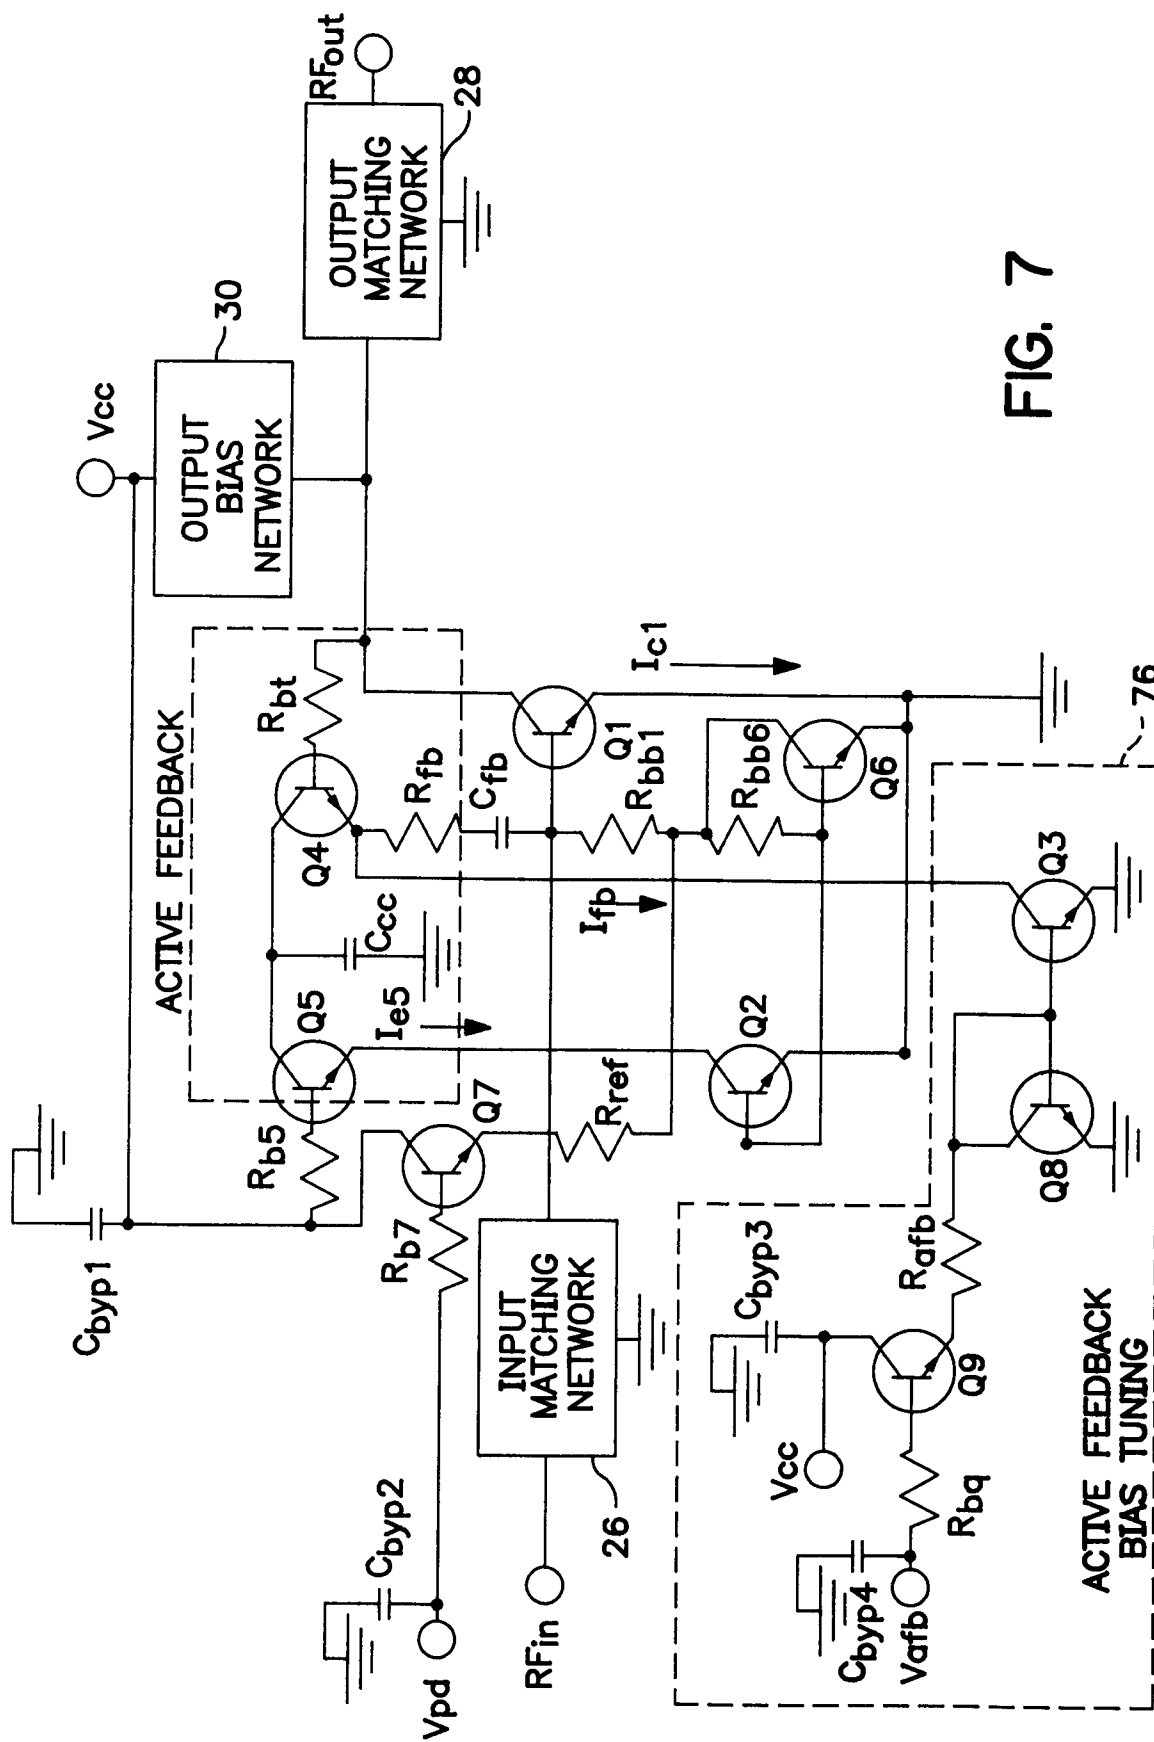 RFout
OUTPUT
MATCHING
NETWORK
28
Vcc
OUTPUT
BIAS
NETWORK
30
ACTIVE FEEDBACK
Rbt
Q4
Rfb
Cfb
Ccc
Q5
Ie5
Rb5
Cbyp1
Q7
Rb7
Rref
Ifb
Q1
Rbb1
Rbb6
Q6
Ic1
Q2
INPUT
MATCHING
NETWORK
26
RFin
Cbyp2
Vpd
76
Q3
Q8
Rafb
Cbyp3
Vcc
Q9
Rbq
Cbyp4
Vafb
ACTIVE FEEDBACK
BIAS TUNING
FIG. 7